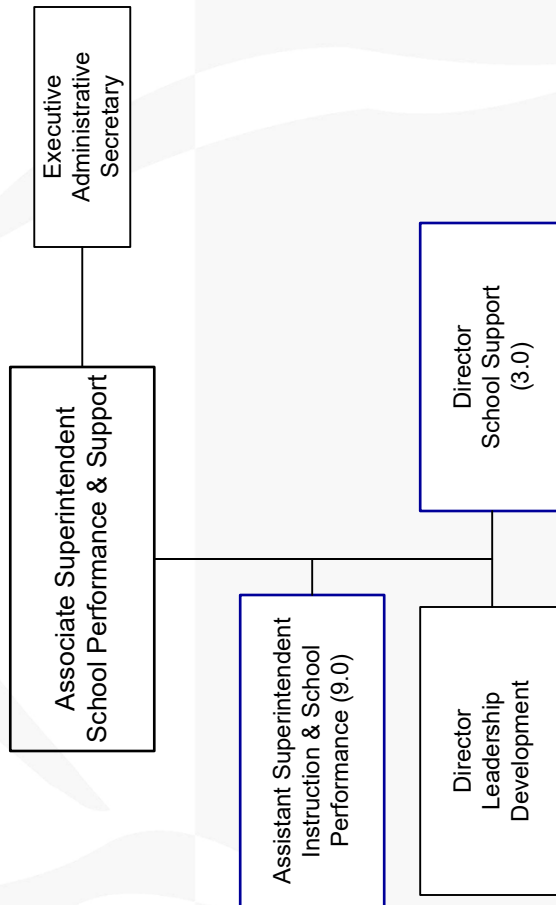 Associate Superintendent
School Performance & Support
Executive
Administrative
Secretary
Assistant Superintendent
Instruction & School
Performance (9.0)
Director
Leadership
Development
Director
School Support
(3.0)